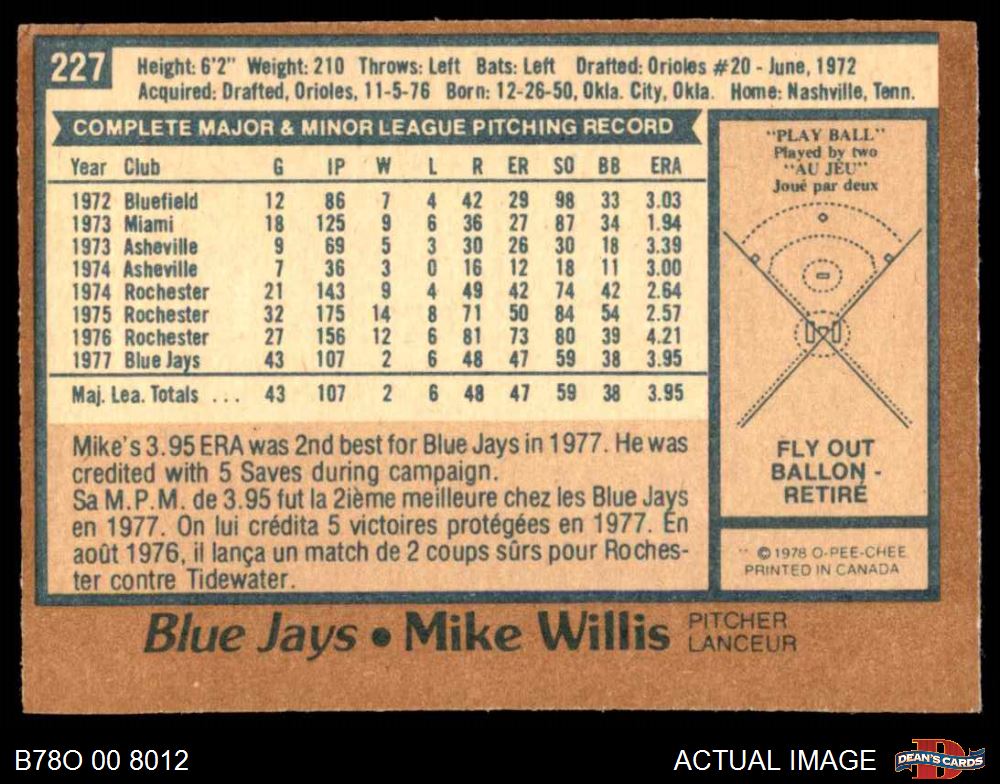 227
Height: 6'2" Weight: 210 Throws: Left Bats: Left Drafted: Orioles #20 - June, 1972
Acquired: Drafted, Orioles, 11-5-76 Born: 12-26-50, Okla. City, Okla. Home: Nashville, Tenn.
COMPLETE MAJOR & MINOR LEAGUE PITCHING RECORD
Year Club G IP W L R ER SO BB ERA
1972 Bluefield 12 86 7 4 42 29 98 33 3.03
1973 Miami 18 125 9 6 36 27 87 34 1.94
1973 Asheville 9 69 5 3 30 26 30 18 3.39
1974 Asheville 7 36 3 0 16 12 18 11 3.00
1974 Rochester 21 143 9 4 49 42 74 42 2.64
1975 Rochester 32 175 14 8 71 50 84 54 2.57
1976 Rochester 27 156 12 6 81 73 80 39 4.21
1977 Blue Jays 43 107 2 6 48 47 59 38 3.95
Maj. Lea. Totals ... 43 107 2 6 48 47 59 38 3.95
Mike's 3.95 ERA was 2nd best for Blue Jays in 1977. He was
credited with 5 Saves during campaign.
Sa M.P.M. de 3.95 fut la 2ième meilleure chez les Blue Jays
en 1977. On lui crédita 5 victoires protégées en 1977. En
août 1976, il lança un match de 2 coups sûrs pour Roches-
ter contre Tidewater.
"PLAY BALL"
Played by two
"AU JEU"
Joué par deux
FLY OUT
BALLON -
RETIRÉ
© 1978 O-PEE-CHEE
PRINTED IN CANADA
Blue Jays • Mike Willis PITCHER
LANCEUR
B78O 00 8012
ACTUAL IMAGE
DEAN'S CARDS